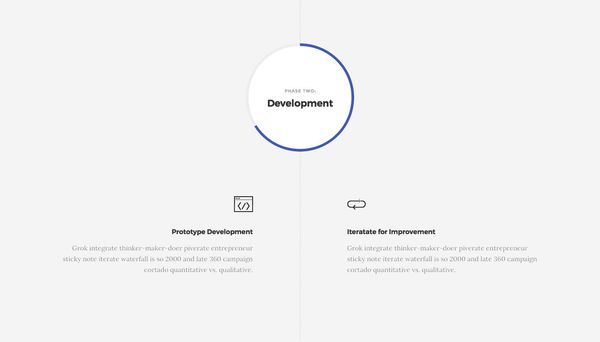 PHASE TWO:
Development
Prototype Development
Grok integrate thinker-maker-doer piverate entrepreneur
sticky note iterate waterfall is so 2000 and late 360 campaign
cortado quantitative vs. qualitative.
Iteratate for Improvement
Grok integrate thinker-maker-doer piverate entrepreneur
sticky note iterate waterfall is so 2000 and late 360 campaign
cortado quantitative vs. qualitative.